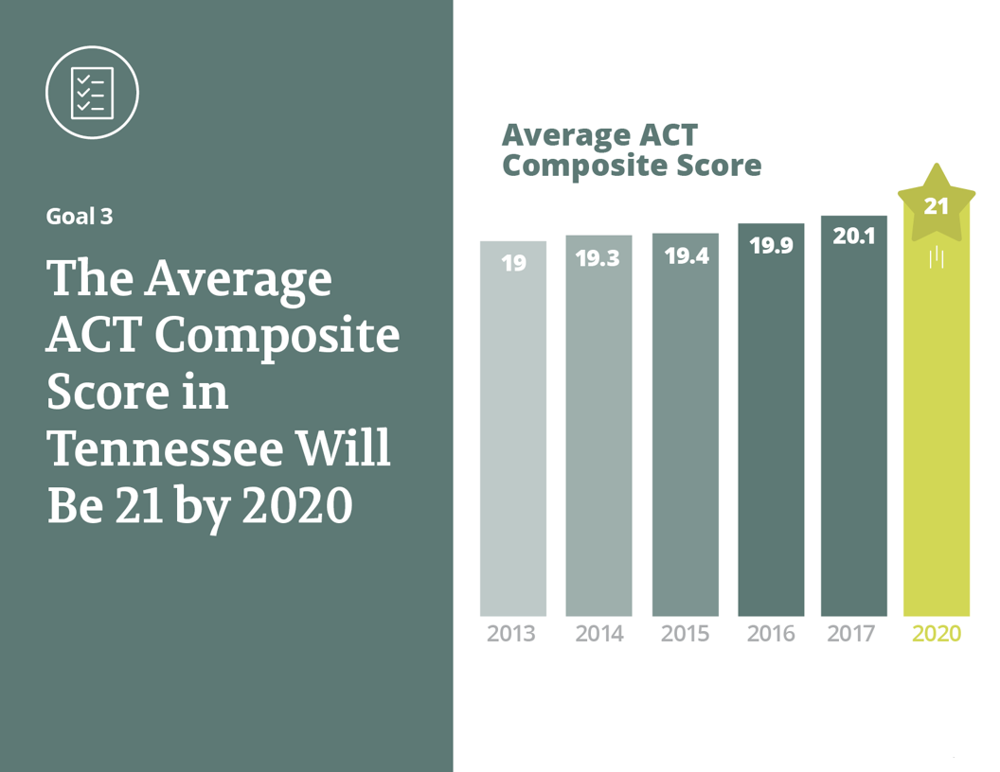 Goal 3
The Average
ACT Composite
Score in
Tennessee Will
Be 21 by 2020
Average ACT
Composite Score
19
19.3
19.4
19.9
20.1
21
2013
2014
2015
2016
2017
2020